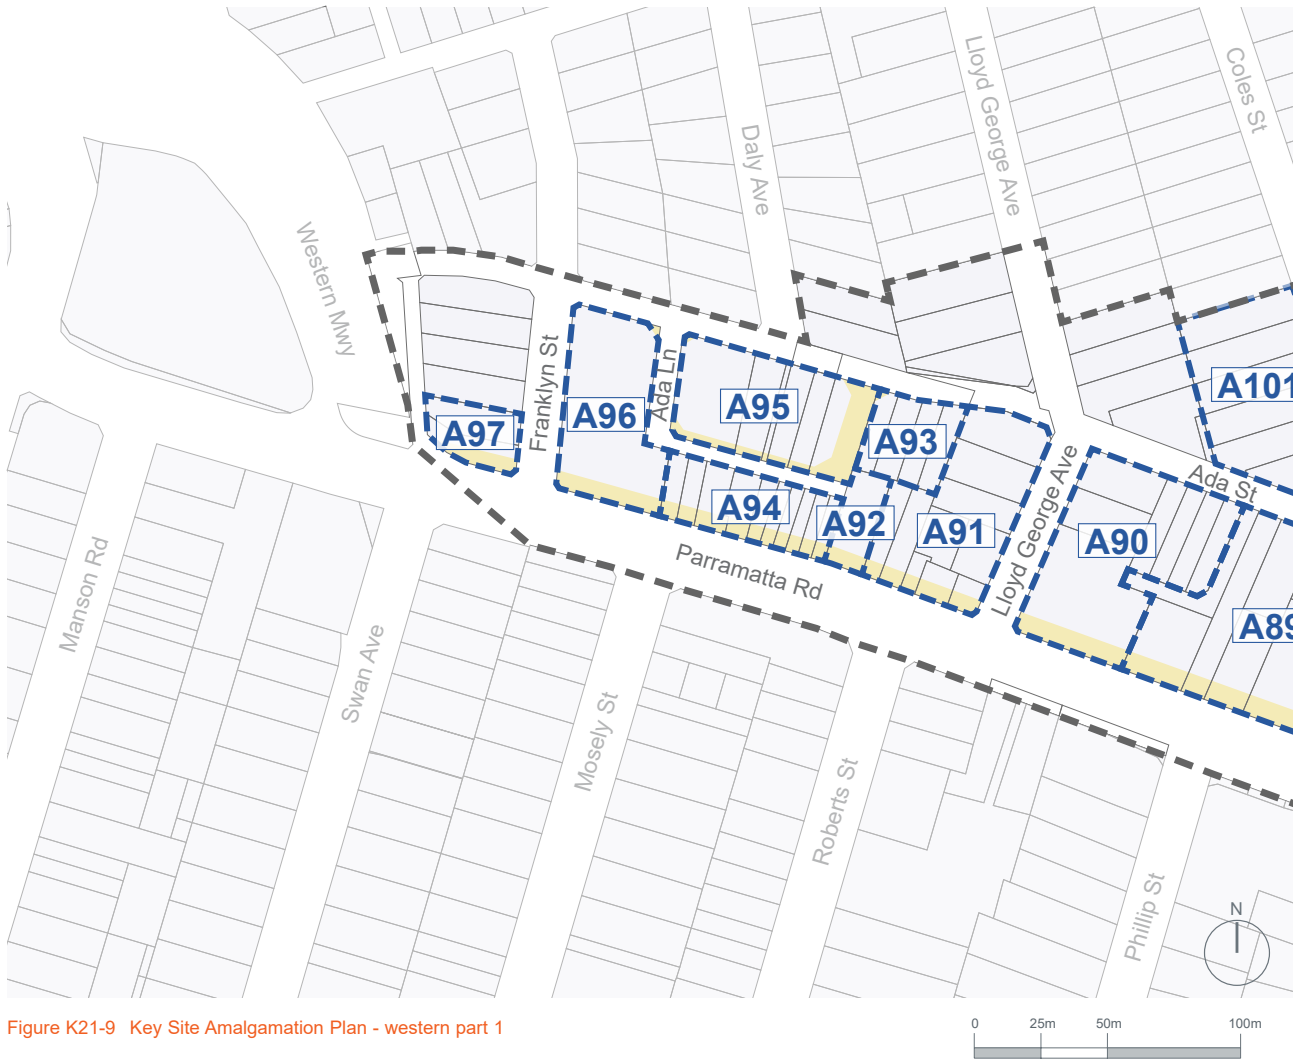 Coles St
Lloyd George Ave
Daly Ave
Western Mwy
Franklyn St
Ada Ln
A101
A95
A96
A97
A93
A94
A92
A91
A90
Ada St
Lloyd George Ave
A89
Parramatta Rd
Manson Rd
Swan Ave
Mosely St
Roberts St
Phillip St
N
Figure K21-9 Key Site Amalgamation Plan - western part 1
0 25m 50m 100m